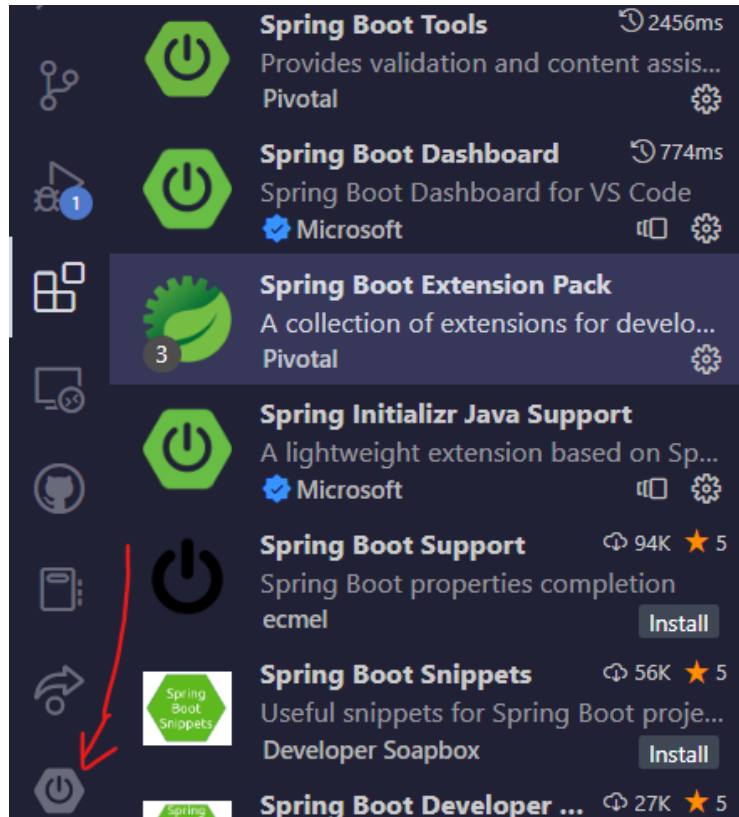 Spring Boot Tools 2456ms
Provides validation and content assis...
Pivotal
1
Spring Boot Dashboard 774ms
Spring Boot Dashboard for VS Code
Microsoft
Spring Boot Extension Pack
A collection of extensions for develo...
3
Pivotal
Spring Initializr Java Support
A lightweight extension based on Sp...
Microsoft
Spring Boot Support 94K 5
Spring Boot properties completion
ecmel Install
Spring Boot Snippets 56K 5
Spring
Boot
Snippets
Useful snippets for Spring Boot proje...
Developer Soapbox Install
Spring Boot Developer ... 27K 5
Spring